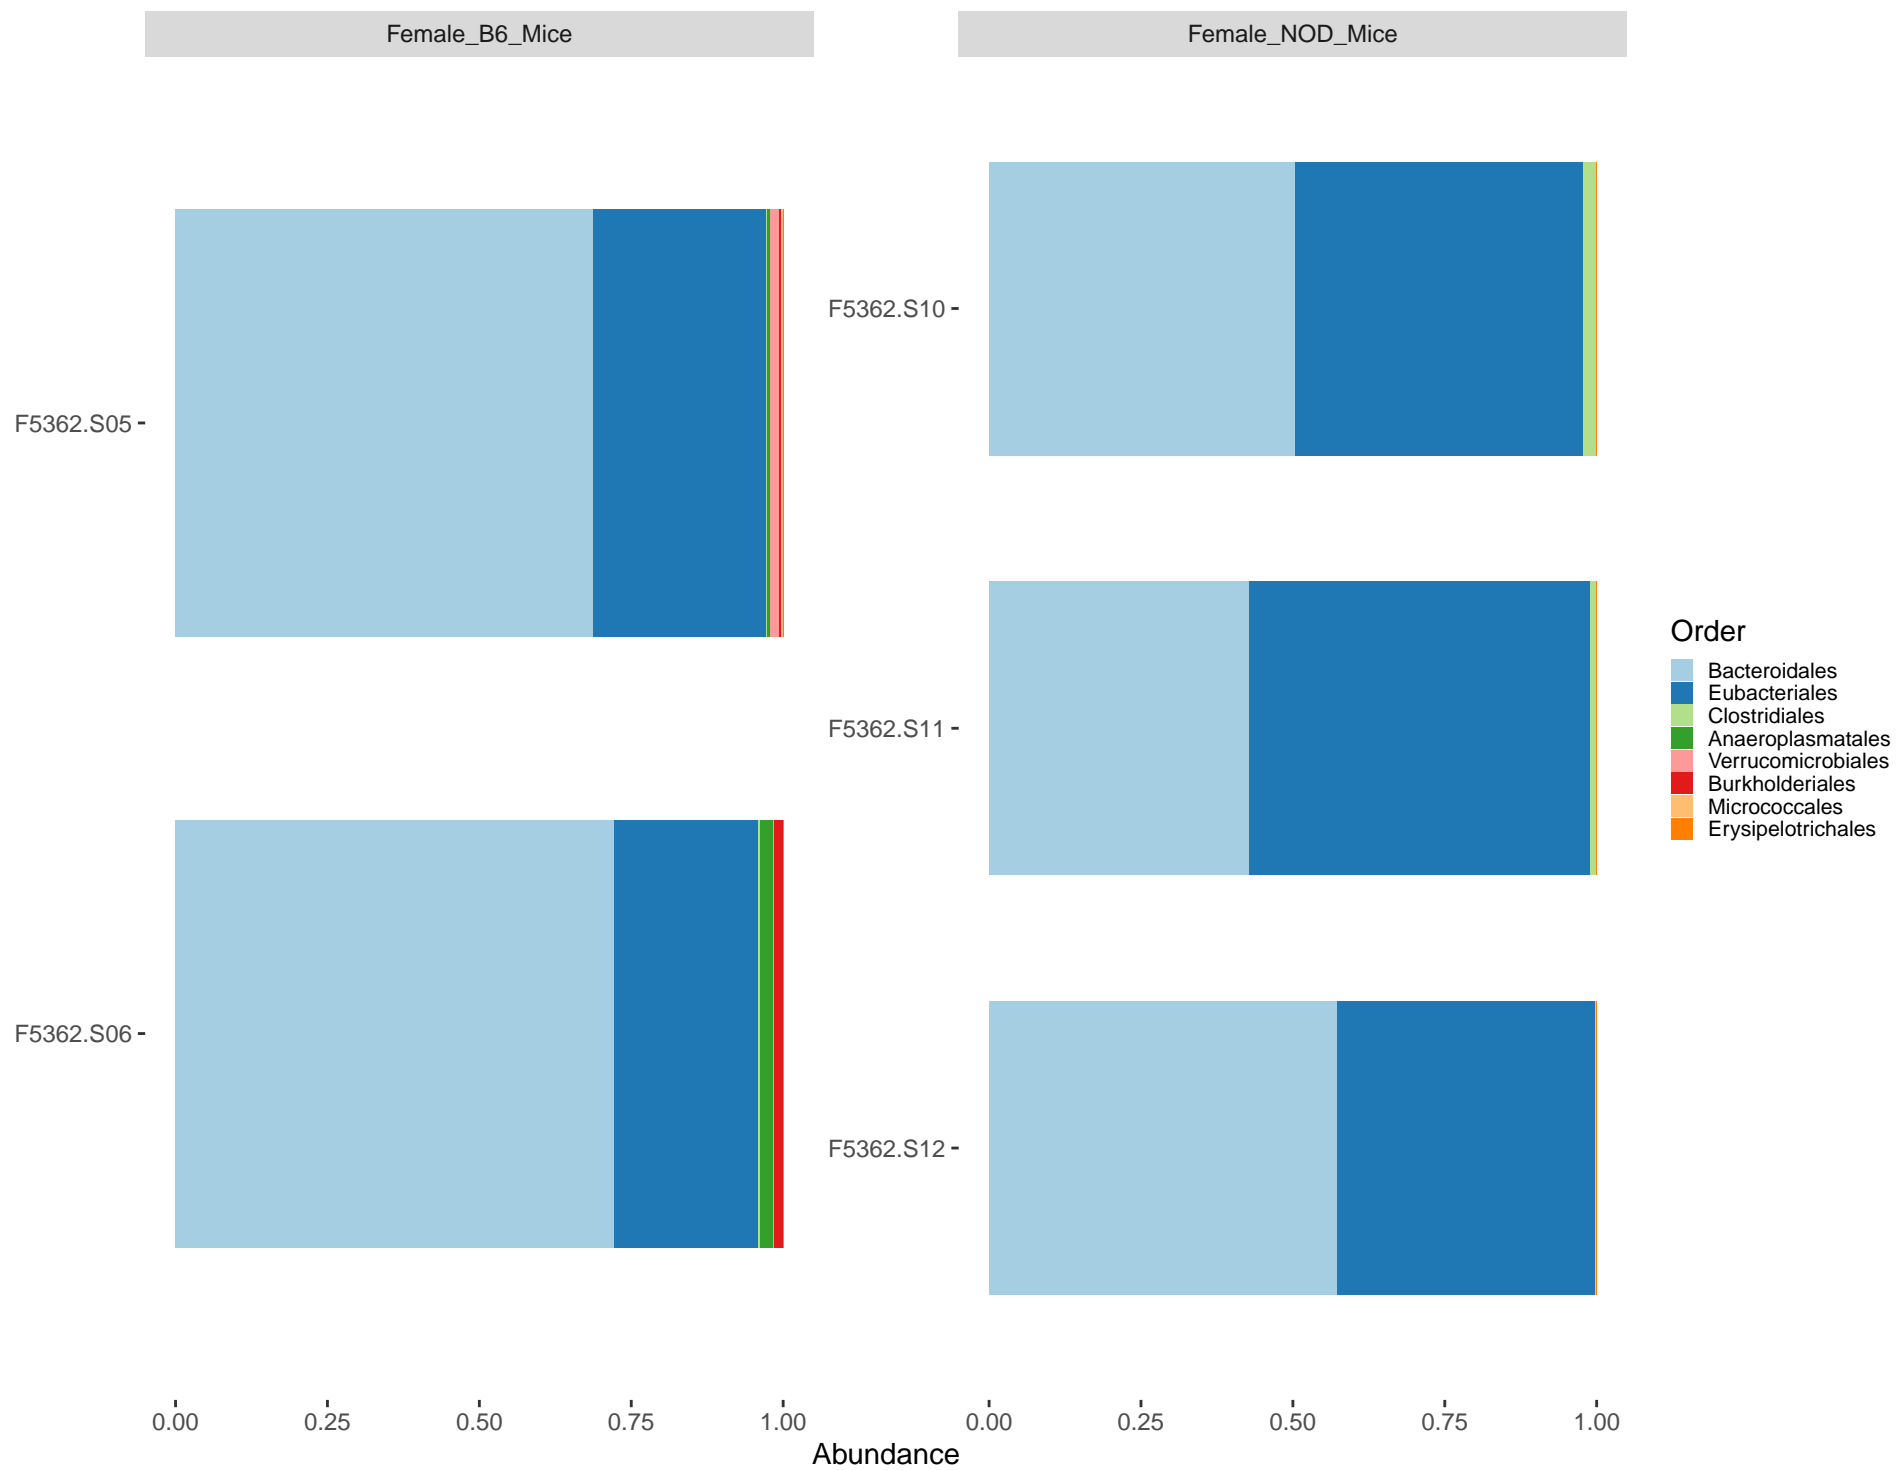 Female_B6_Mice
Female_NOD_Mice
F5362.S05
F5362.S06
F5362.S10
F5362.S11
F5362.S12
0.00 0.25 0.50 0.75 1.00
0.00 0.25 0.50 0.75 1.00
Abundance
Order
Bacteroidales
Eubacteriales
Clostridiales
Anaeroplasmatales
Verrucomicrobiales
Burkholderiales
Micrococcales
Erysipelotrichales